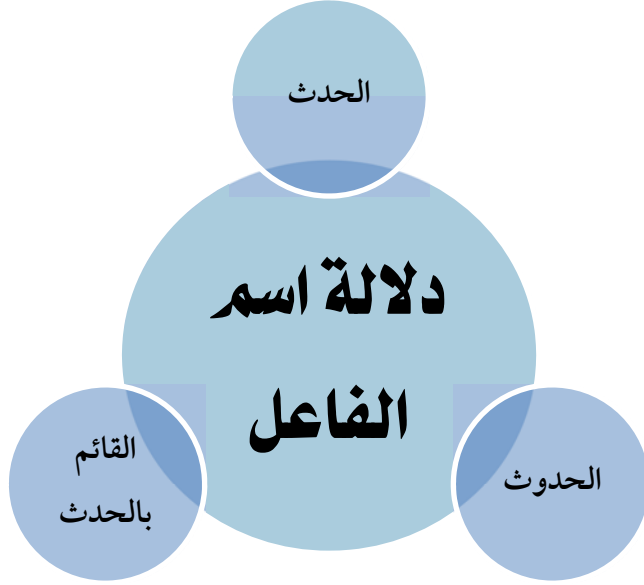 الحدث
دلالة اسم
الفاعل
القائم
بالحدث
الحدوث